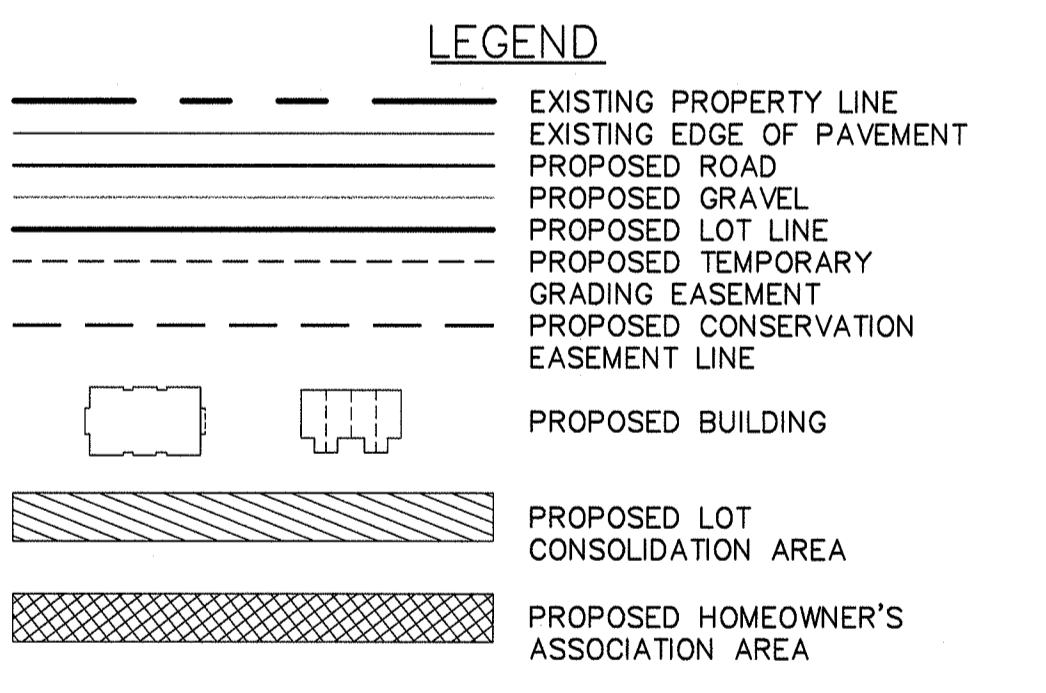 LEGEND
EXISTING PROPERTY LINE
EXISTING EDGE OF PAVEMENT
PROPOSED ROAD
PROPOSED GRAVEL
PROPOSED LOT LINE
PROPOSED TEMPORARY
GRADING EASEMENT
PROPOSED CONSERVATION
EASEMENT LINE
PROPOSED BUILDING
PROPOSED LOT
CONSOLIDATION AREA
PROPOSED HOMEOWNER'S
ASSOCIATION AREA